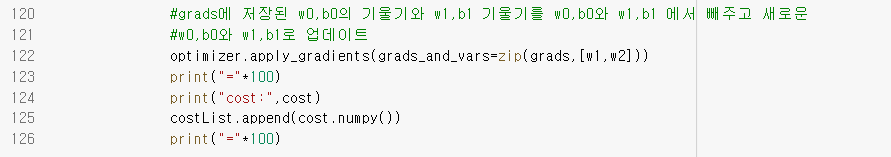 120 #grads에 저장된 w0,b0의 기울기와 w1,b1 기울기를 w0,b0와 w1,b1 에서 빼주고 새로운
121 #w0,b0와 w1,b1로 업데이트
122 optimizer.apply_gradients(grads_and_vars=zip(grads,[w1,w2]))
123 print("="*100)
124 print("cost:",cost)
125 costList.append(cost.numpy())
126 print("="*100)